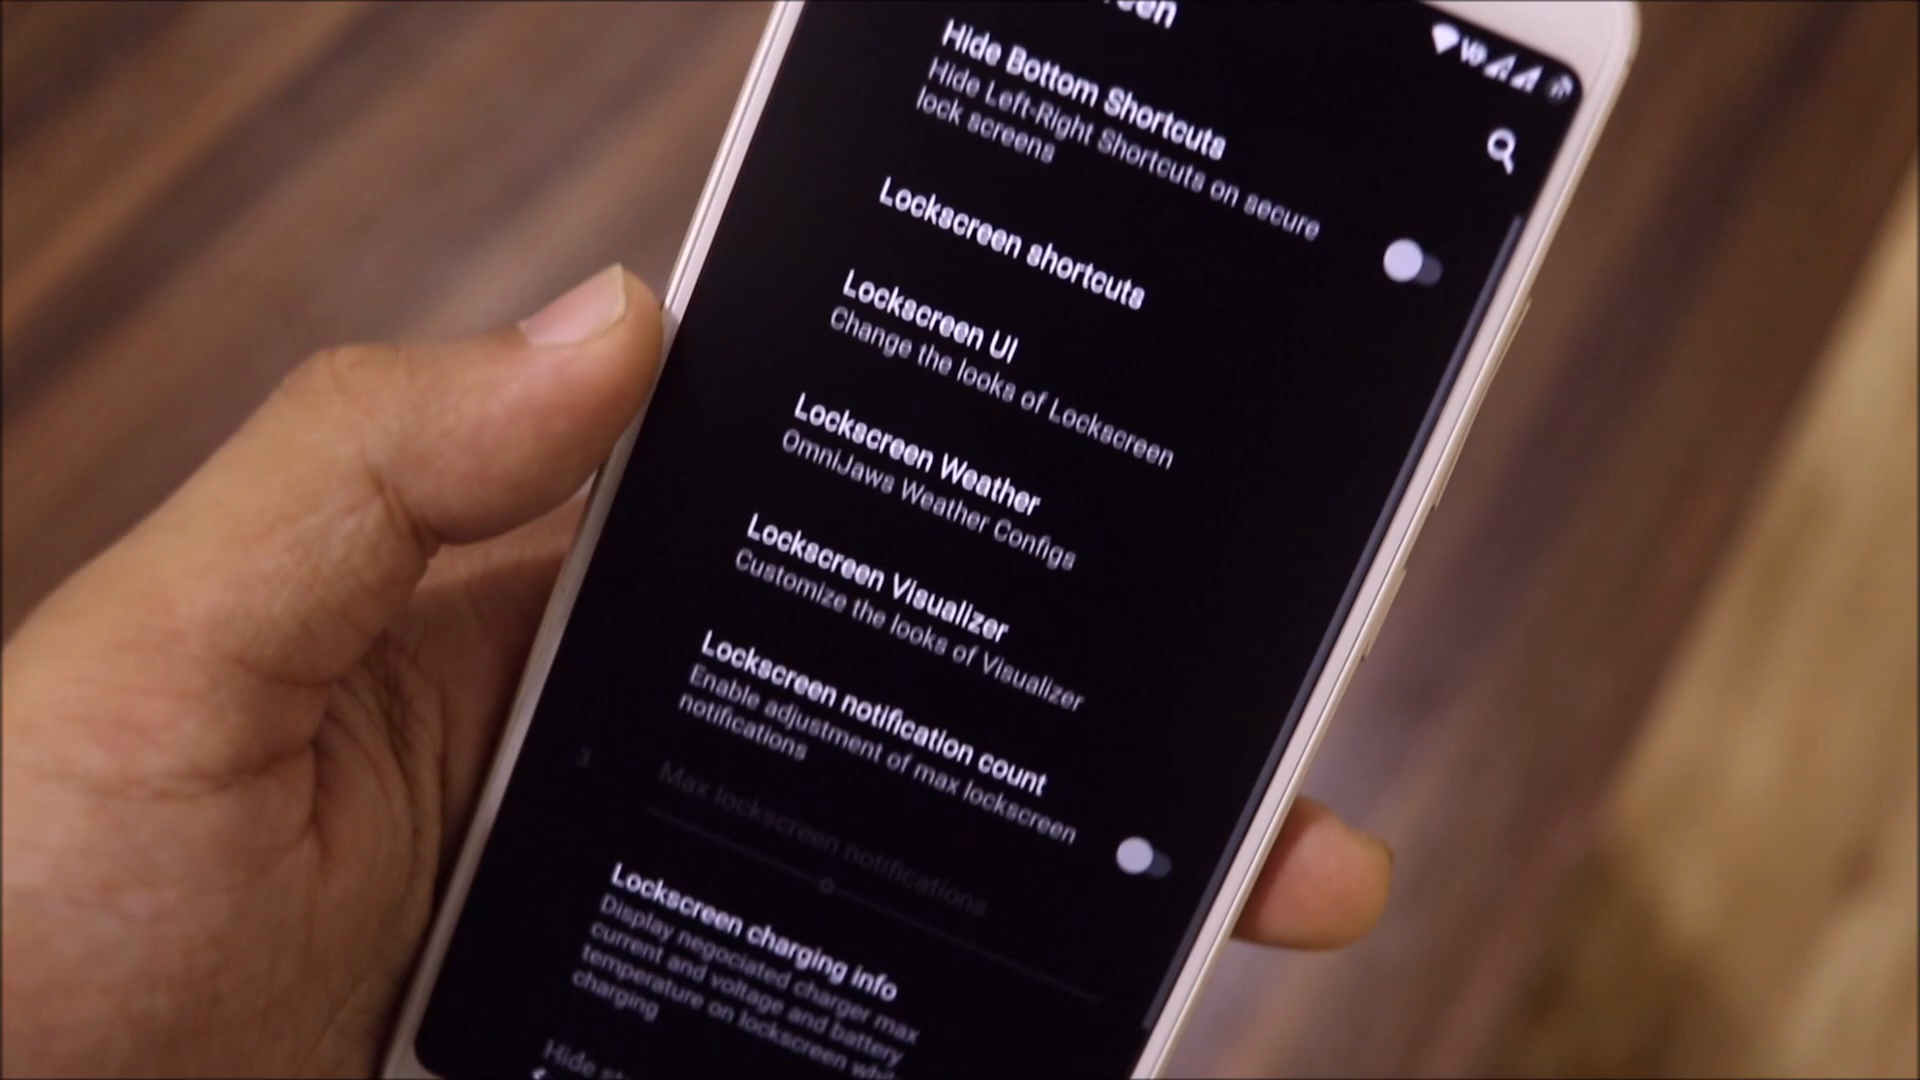 Hide Bottom Shortcuts
Hide Left-Right Shortcuts on secure
lock screens
Lockscreen shortcuts
Lockscreen UI
Change the looks of Lockscreen
Lockscreen Weather
OmniJaws Weather Configs
Lockscreen Visualizer
Customize the looks of Visualizer
Lockscreen notification count
Enable adjustment of max lockscreen
notifications
3
Max lockscreen notifications
Lockscreen charging info
Display negociated charger max
current and voltage and battery
temperature on lockscreen while
charging
Hide